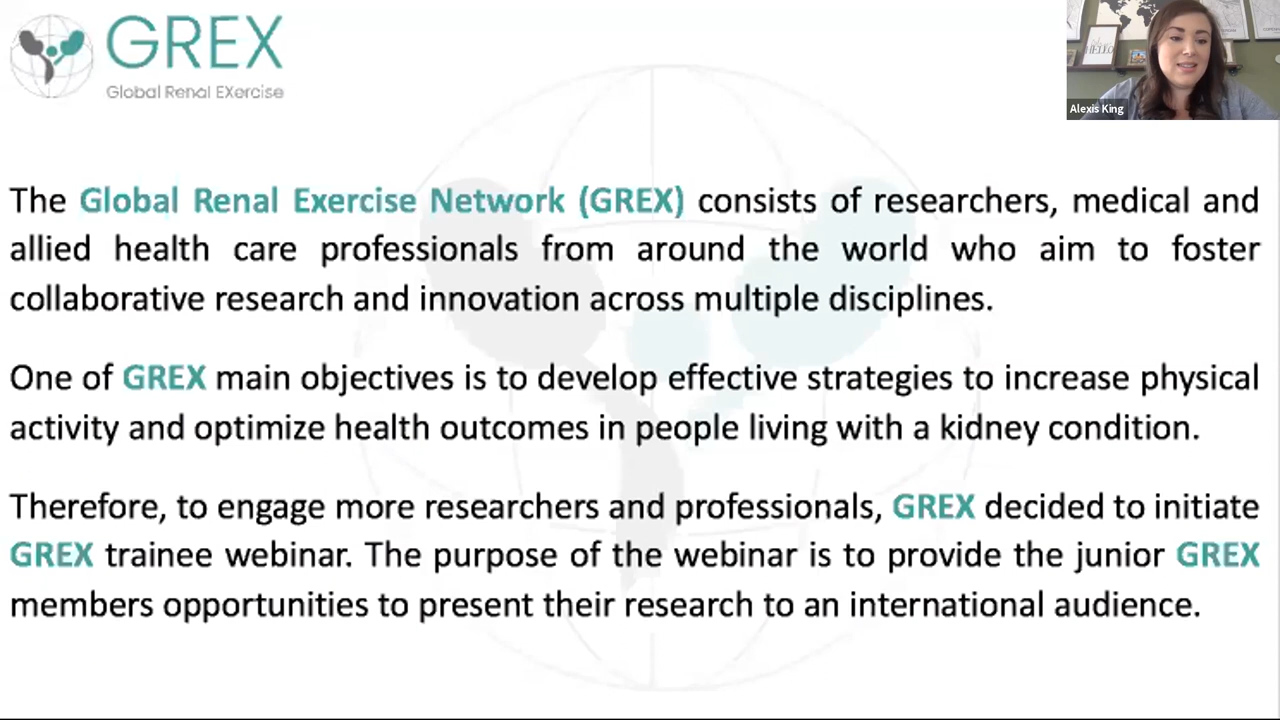 GREX
Global Renal EXercise
HELLO
Alexis King
The Global Renal Exercise Network (GREX) consists of researchers, medical and
allied health care professionals from around the world who aim to foster
collaborative research and innovation across multiple disciplines.
One of GREX main objectives is to develop effective strategies to increase physical
activity and optimize health outcomes in people living with a kidney condition.
Therefore, to engage more researchers and professionals, GREX decided to initiate
GREX trainee webinar. The purpose of the webinar is to provide the junior GREX
members opportunities to present their research to an international audience.